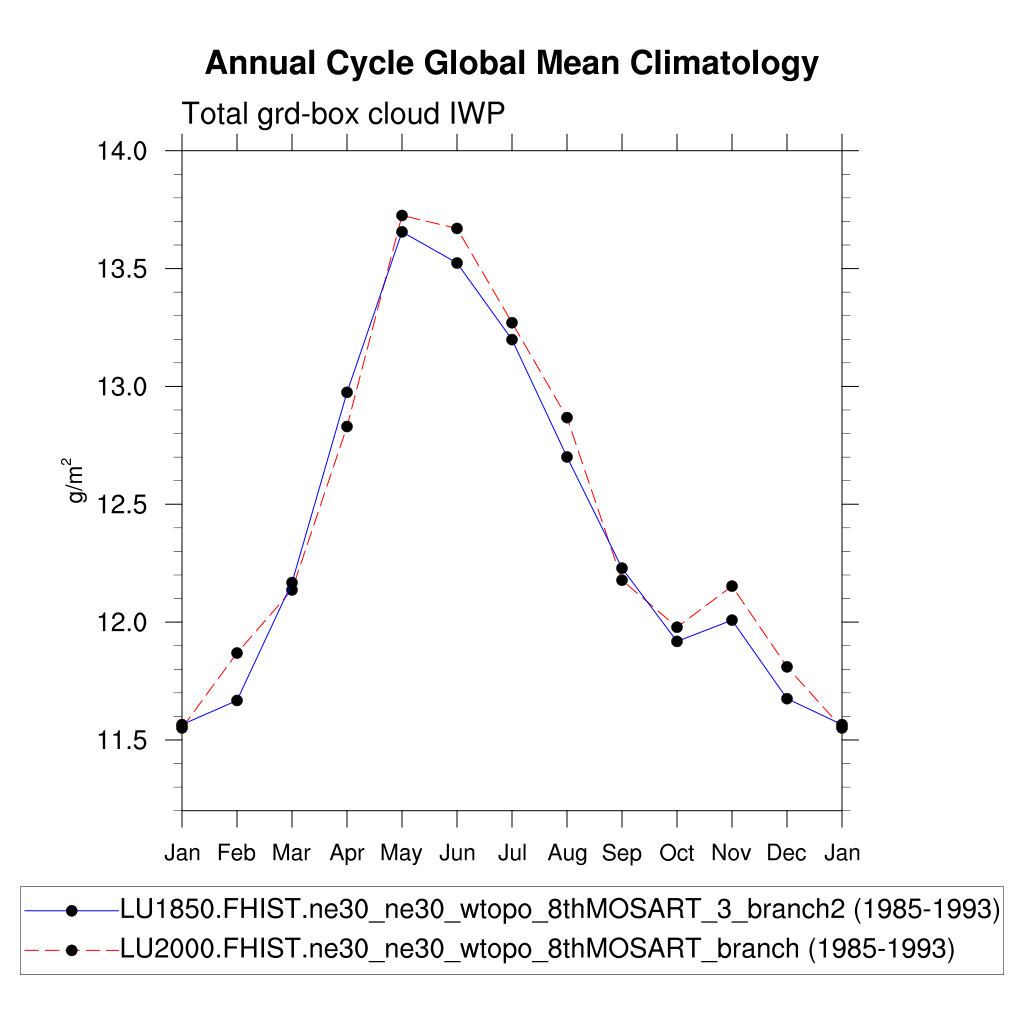 Annual Cycle Global Mean Climatology
Total grd-box cloud IWP
14.0
13.5
13.0
12.5
12.0
11.5
g/m²
Jan Feb Mar Apr May Jun Jul Aug Sep Oct Nov Dec Jan
LU1850.FHIST.ne30_ne30_wtopo_8thMOSART_3_branch2 (1985-1993)
LU2000.FHIST.ne30_ne30_wtopo_8thMOSART_branch (1985-1993)